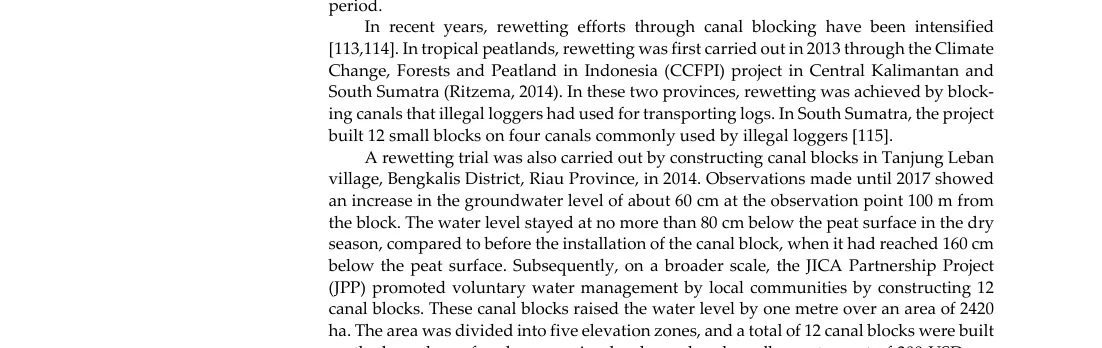 period.
In recent years, rewetting efforts through canal blocking have been intensified
[113,114]. In tropical peatlands, rewetting was first carried out in 2013 through the Climate
Change, Forests and Peatland in Indonesia (CCFPI) project in Central Kalimantan and
South Sumatra (Ritzema, 2014). In these two provinces, rewetting was achieved by block-
ing canals that illegal loggers had used for transporting logs. In South Sumatra, the project
built 12 small blocks on four canals commonly used by illegal loggers [115].
A rewetting trial was also carried out by constructing canal blocks in Tanjung Leban
village, Bengkalis District, Riau Province, in 2014. Observations made until 2017 showed
an increase in the groundwater level of about 60 cm at the observation point 100 m from
the block. The water level stayed at no more than 80 cm below the peat surface in the dry
season, compared to before the installation of the canal block, when it had reached 160 cm
below the peat surface. Subsequently, on a broader scale, the JICA Partnership Project
(JPP) promoted voluntary water management by local communities by constructing 12
canal blocks. These canal blocks raised the water level by one metre over an area of 2420
ha. The area was divided into five elevation zones, and a total of 12 canal blocks were built